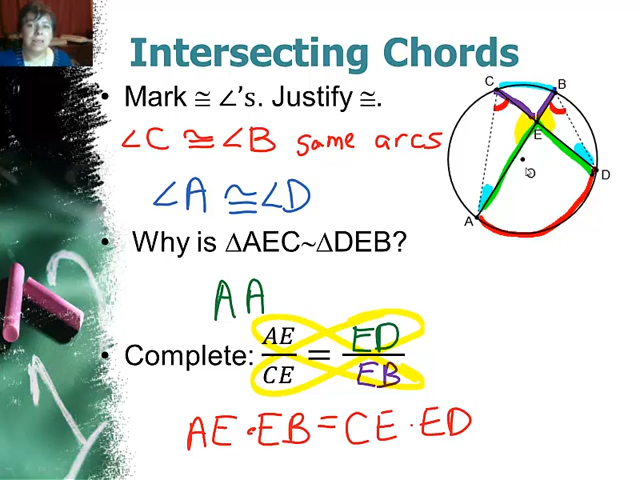 Intersecting Chords
• Mark ≅ ∠'s. Justify ≅.
∠C ≅ ∠B same arcs
∠A ≅ ∠D
• Why is ΔAEC~ΔDEB?
AA
• Complete: AE/CE = ED/EB
AE·EB=CE·ED
C
B
E
O
D
A